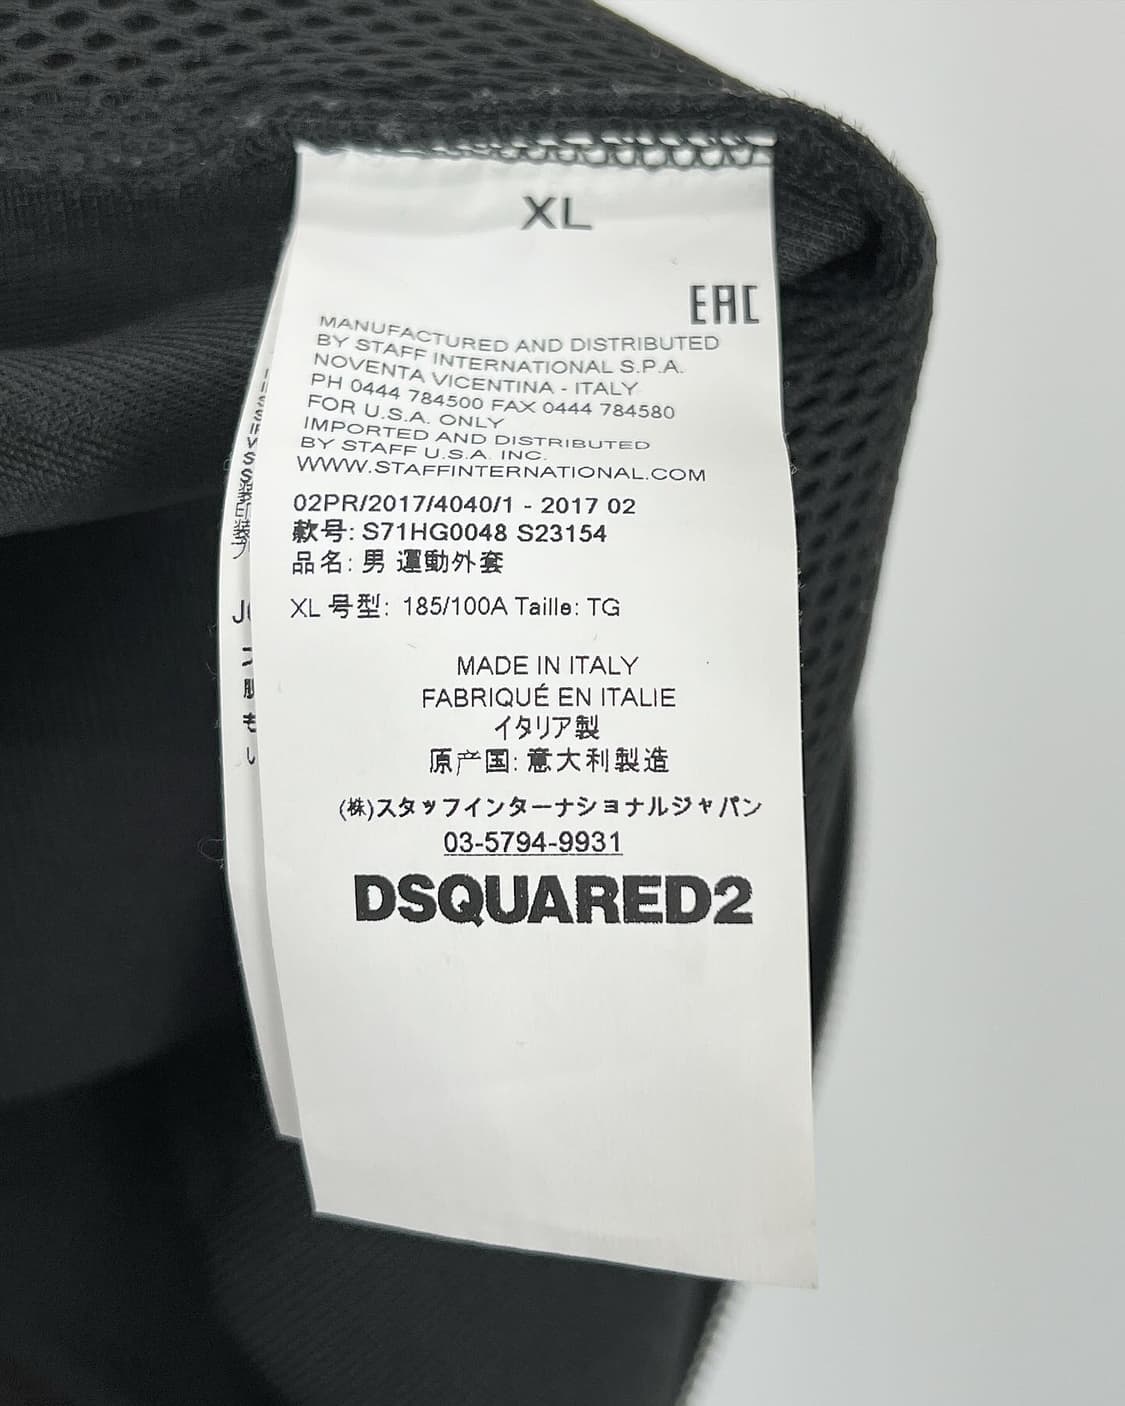 XL
EAC
MANUFACTURED AND DISTRIBUTED
BY STAFF INTERNATIONAL S.P.A.
NOVENTA VICENTINA - ITALY
PH 0444 784500 FAX 0444 784580
FOR U.S.A. ONLY
IMPORTED AND DISTRIBUTED
BY STAFF U.S.A. INC.
WWW.STAFFINTERNATIONAL.COM
02PR/2017/4040/1 - 2017 02
款号: S71HG0048 S23154
品名: 男 運動外套
XL 号型: 185/100A Taille: TG
MADE IN ITALY
FABRIQUÉ EN ITALIE
イタリア製
原产国: 意大利製造
(株)スタッフインターナショナルジャパン
03-5794-9931
DSQUARED2